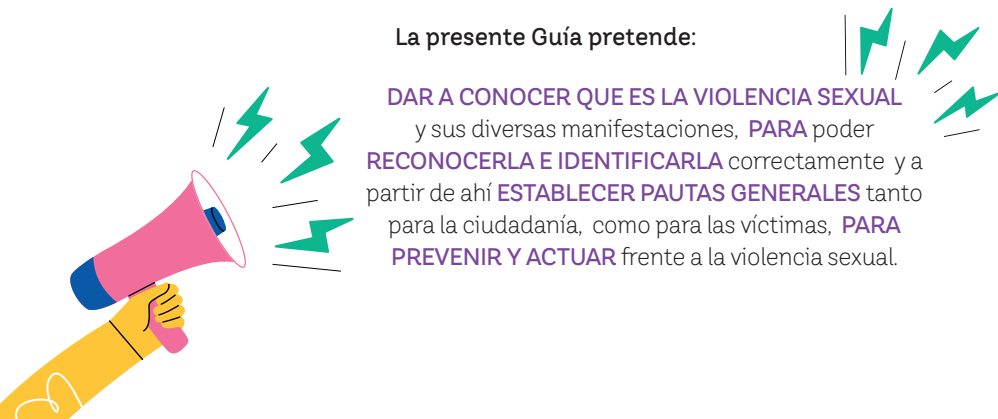 La presente Guía pretende:
DAR A CONOCER QUE ES LA VIOLENCIA SEXUAL
y sus diversas manifestaciones, PARA poder
RECONOCERLA E IDENTIFICARLA correctamente y a
partir de ahí ESTABLECER PAUTAS GENERALES tanto
para la ciudadanía, como para las víctimas, PARA
PREVENIR Y ACTUAR frente a la violencia sexual.